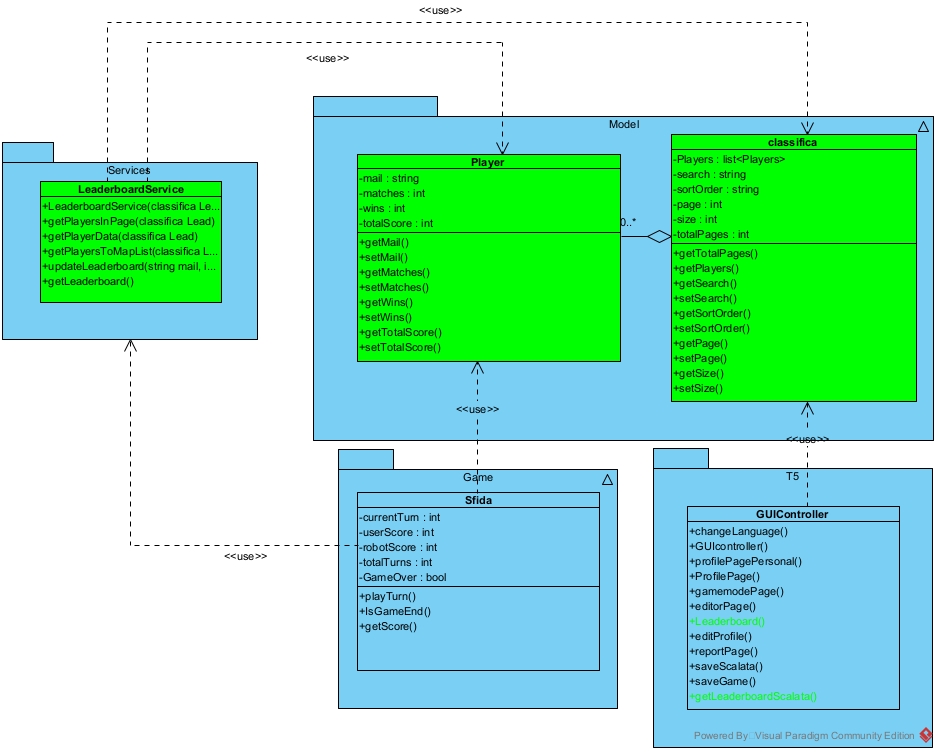 <<use>>
<<use>>
Services
LeaderboardService
+LeaderboardService(classifica Le...
+getPlayersInPage(classifica Lead)
+getPlayerData(classifica Lead)
+getPlayersToMapList(classifica L...
+updateLeaderboard(string mail, i...
+getLeaderboard()
Model
Player
-mail : string
-matches : int
-wins : int
-totalScore : int
+getMail()
+setMail()
+getMatches()
+setMatches()
+getWins()
+setWins()
+getTotalScore()
+setTotalScore()
0..*
classifica
-Players : list<Players>
-search : string
-sortOrder : string
-page : int
-size : int
-totalPages : int
+getTotalPages()
+getPlayers()
+getSearch()
+setSearch()
+getSortOrder()
+setSortOrder()
+getPage()
+setPage()
+getSize()
+setSize()
<<use>>
<<use>>
<<use>>
Game
Sfida
-currentTurn : int
-userScore : int
-robotScore : int
-totalTurns : int
-GameOver : bool
+playTurn()
+IsGameEnd()
+getScore()
T5
GUIController
+changeLanguage()
+GUIcontroller()
+profilePagePersonal()
+ProfilePage()
+gamemodePage()
+editorPage()
+Leaderboard()
+editProfile()
+reportPage()
+saveScalata()
+saveGame()
+getLeaderboardScalata()
Powered By Visual Paradigm Community Edition